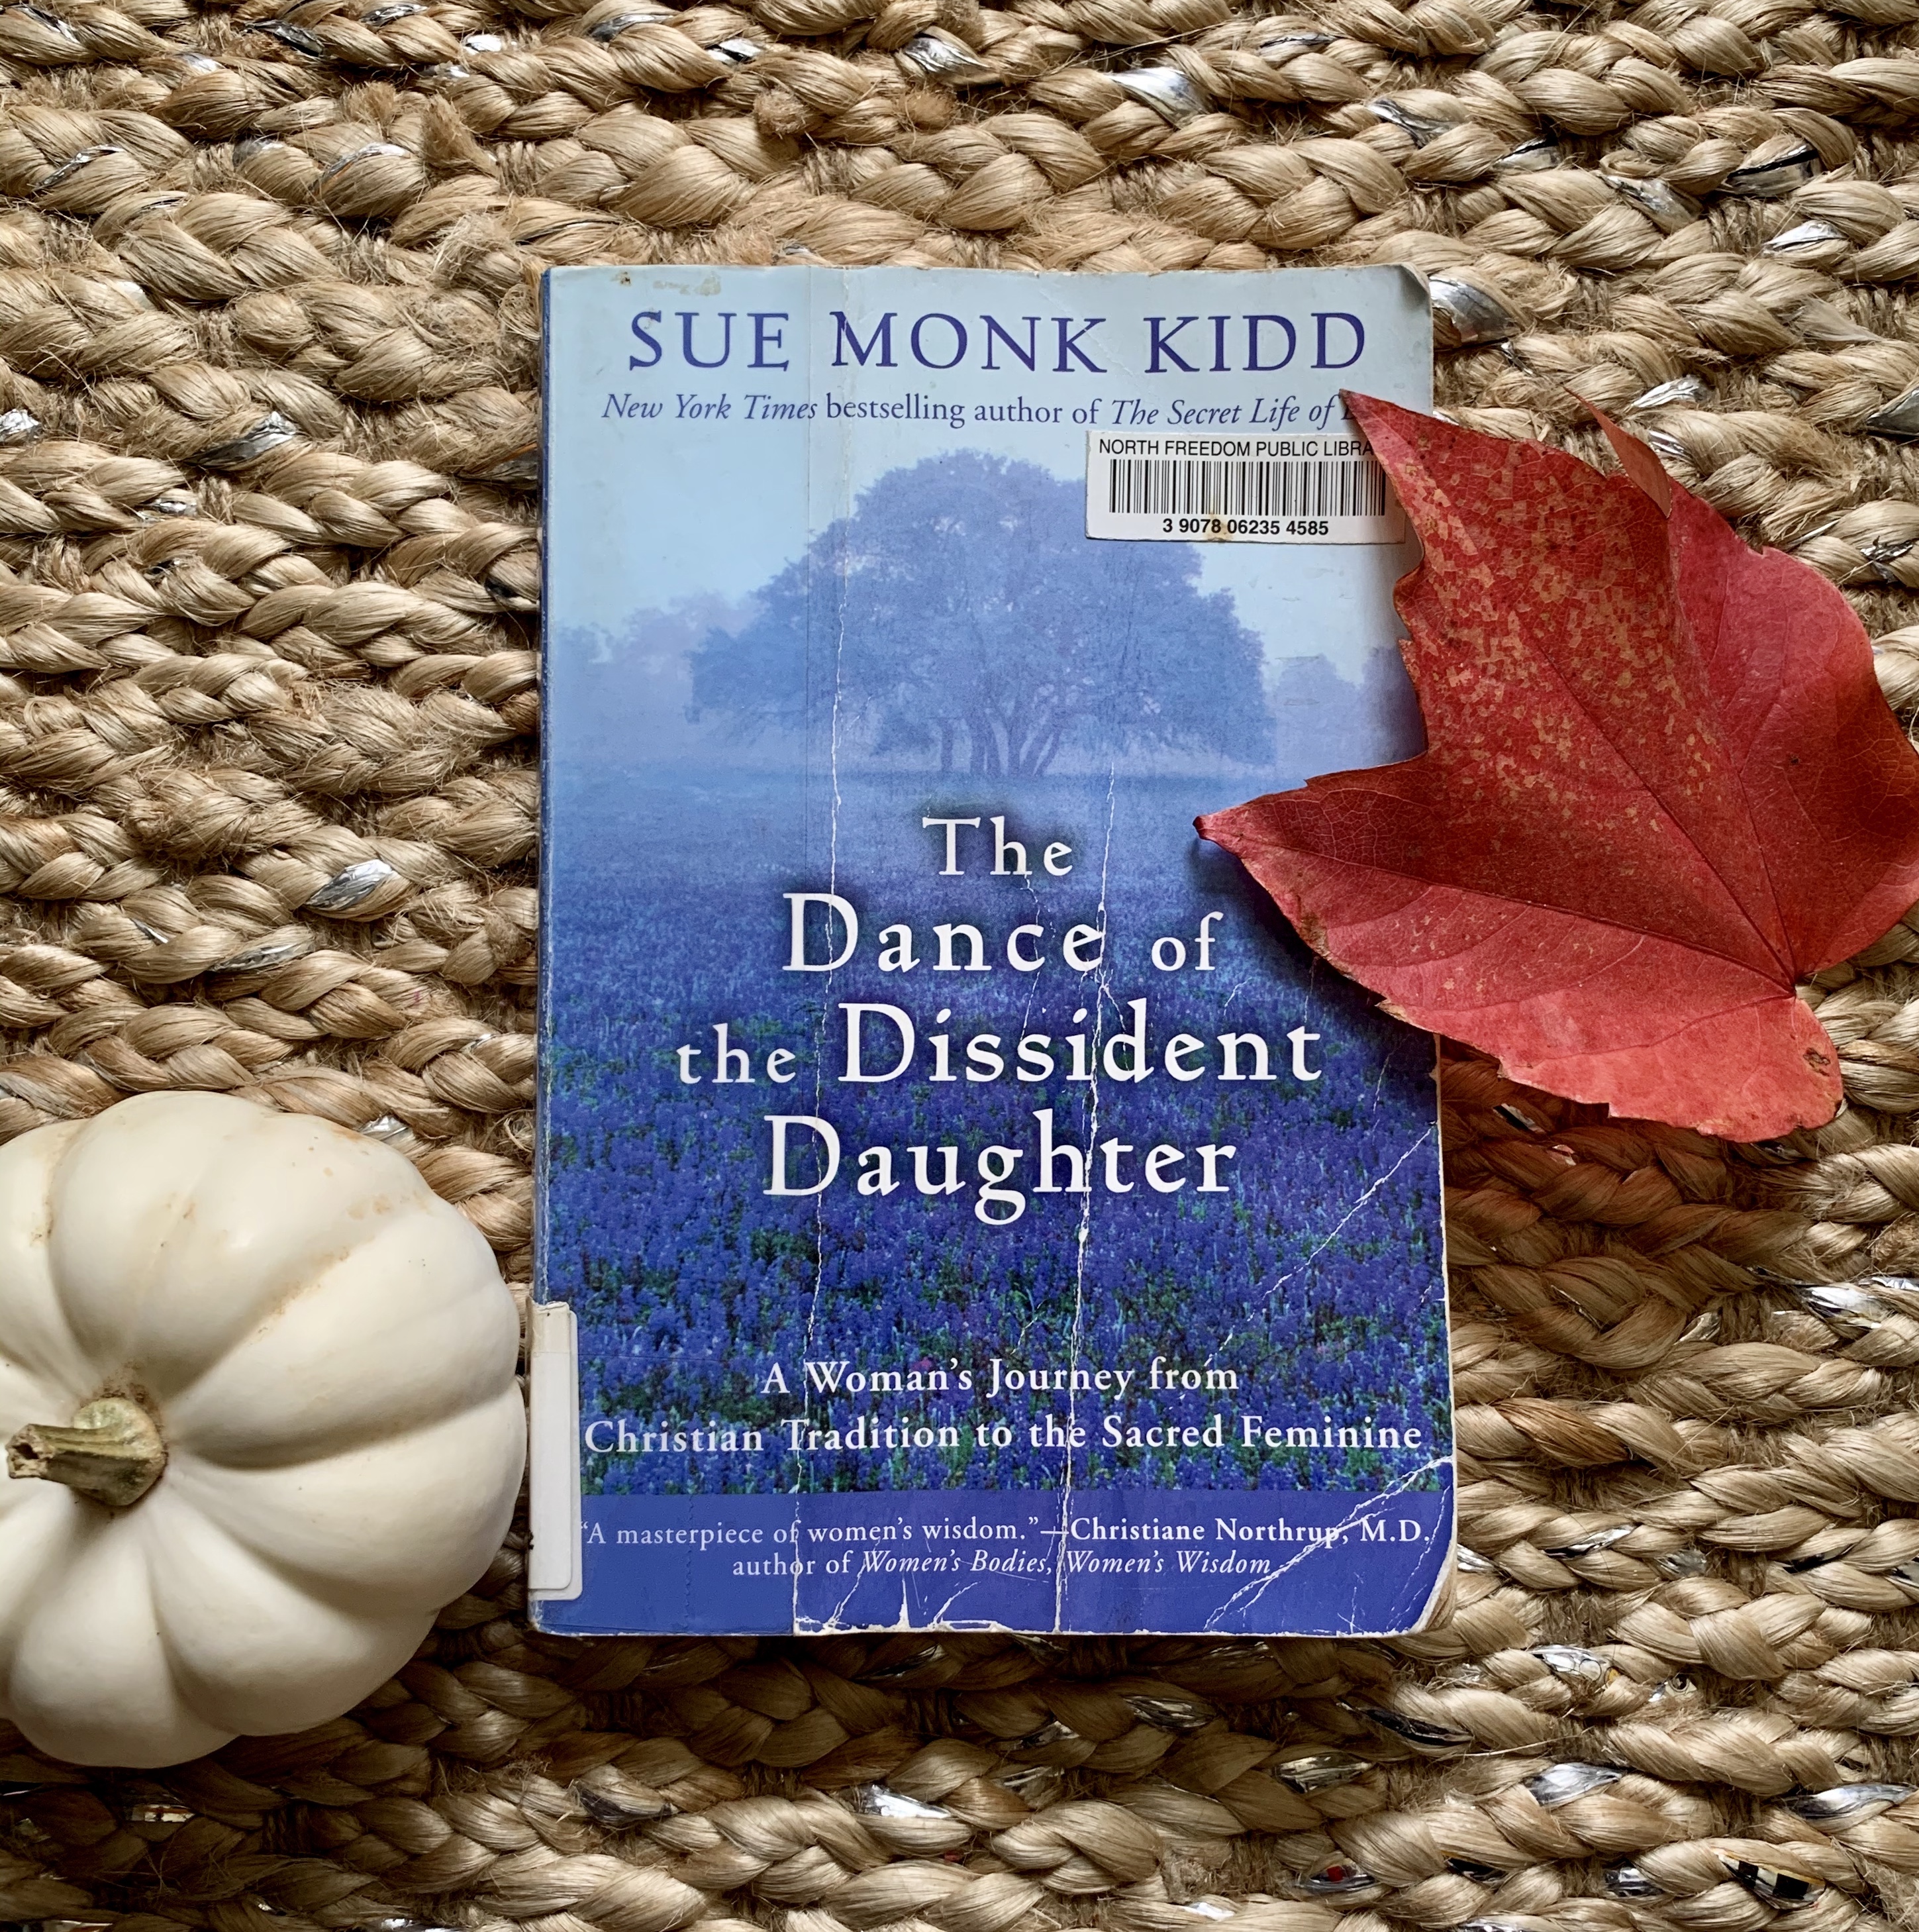 SUE MONK KIDD
New York Times bestselling author of The Secret Life of
NORTH FREEDOM PUBLIC
3 9078 06235 4585
The
Dance of
the Dissident
Daughter
A Woman's Journey from
Christian Tradition to the Sacred Feminine
"A masterpiece of women's wisdom."—Christiane Northrup, M.D.,
author of Women's Bodies, Women's Wisdom